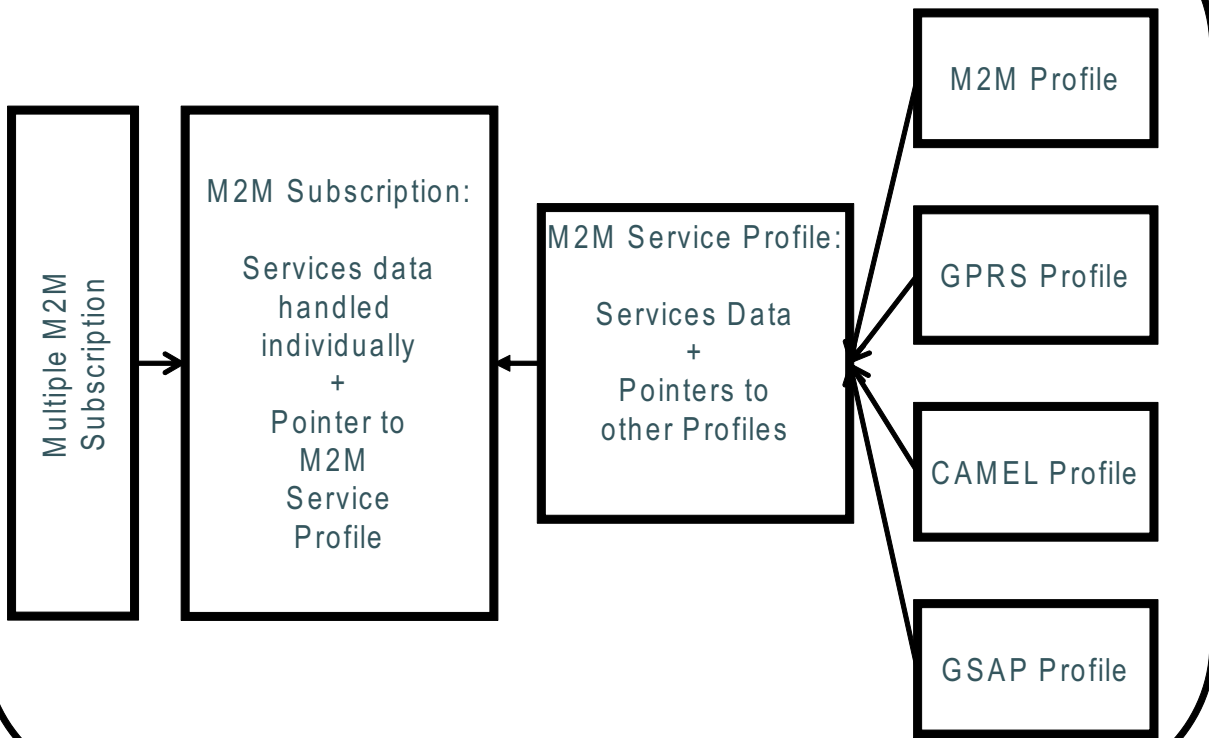 Multiple M2M
Subscription
M2M Subscription:
Services data
handled
individually
+
Pointer to
M2M
Service
Profile
M2M Service Profile:
Services Data
+
Pointers to
other Profiles
M2M Profile
GPRS Profile
CAMEL Profile
GSAP Profile